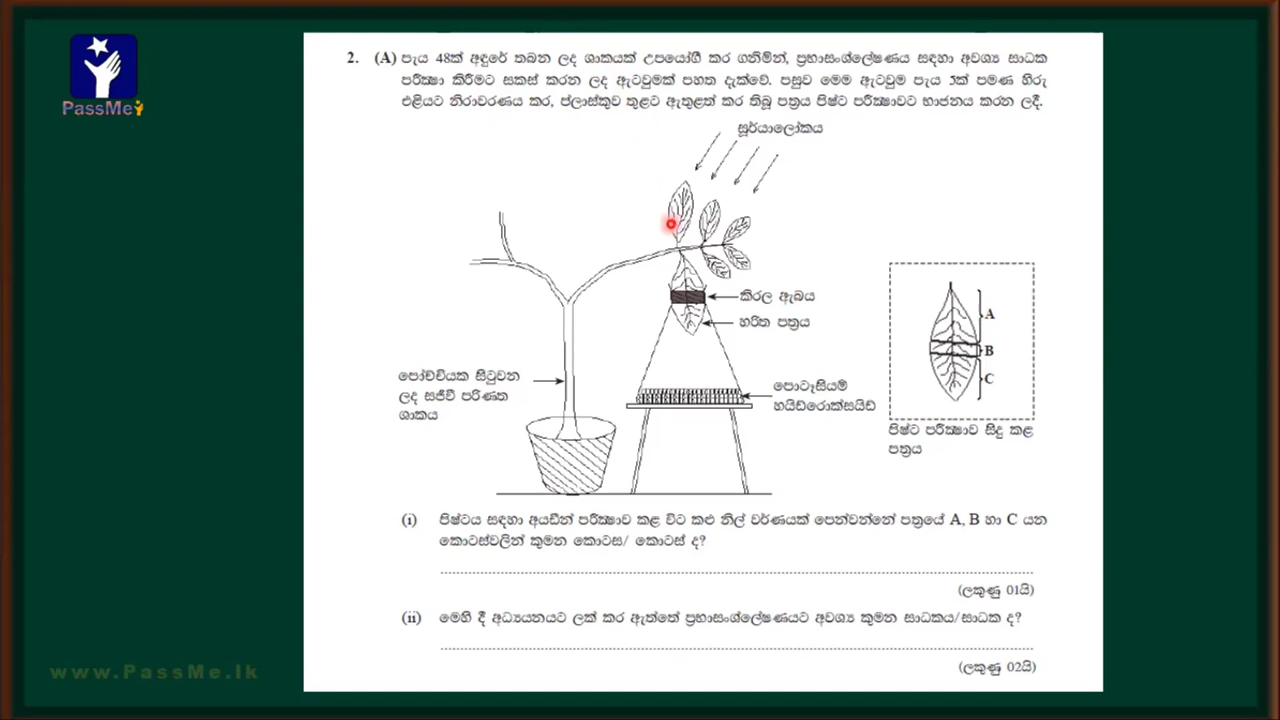 PassMe
2. (A) පැය 48ක් අඳුරේ තබන ලද ශාකයක් උපයෝගී කර ගනිමින්, ප්‍රභාසංශ්ලේෂණය සඳහා අවශ්‍ය සාධක
පරීක්‍ෂා කිරීමට සකස් කරන ලද ඇටවුමක් පහත දැක්වේ. පසුව මෙම ඇටවුම පැය 5ක් පමණ හිරු
එළියට නිරාවරණය කර, ප්ලාස්කුව තුළට ඇතුළත් කර තිබූ පත්‍රය පිෂ්ට පරීක්‍ෂාවට භාජනය කරන ලදී.
සූර්යාලෝකය
කිරල ඇබය
හරිත පත්‍රය
A
B
C
පෝච්චියක සිටුවන
ලද සජීවී පරිණත
ශාකය
පොටෑසියම්
හයිඩ්රොක්සයිඩ්
පිෂ්ට පරීක්‍ෂාව සිදු කළ
පත්‍රය
(i) පිෂ්ටය සඳහා අයඩීන් පරීක්‍ෂාව කළ විට කළු නිල් වර්ණයක් පෙන්වන්නේ පත්‍රයේ A, B හා C යන
කොටස්වලින් කුමන කොටස/ කොටස් ද?
(ලකුණු 01යි)
(ii) මෙහි දී අධ්‍යයනයට ලක් කර ඇත්තේ ප්‍රභාසංශ්ලේෂණයට අවශ්‍ය කුමන සාධකය/සාධක ද?
(ලකුණු 02යි)
www.PassMe.lk